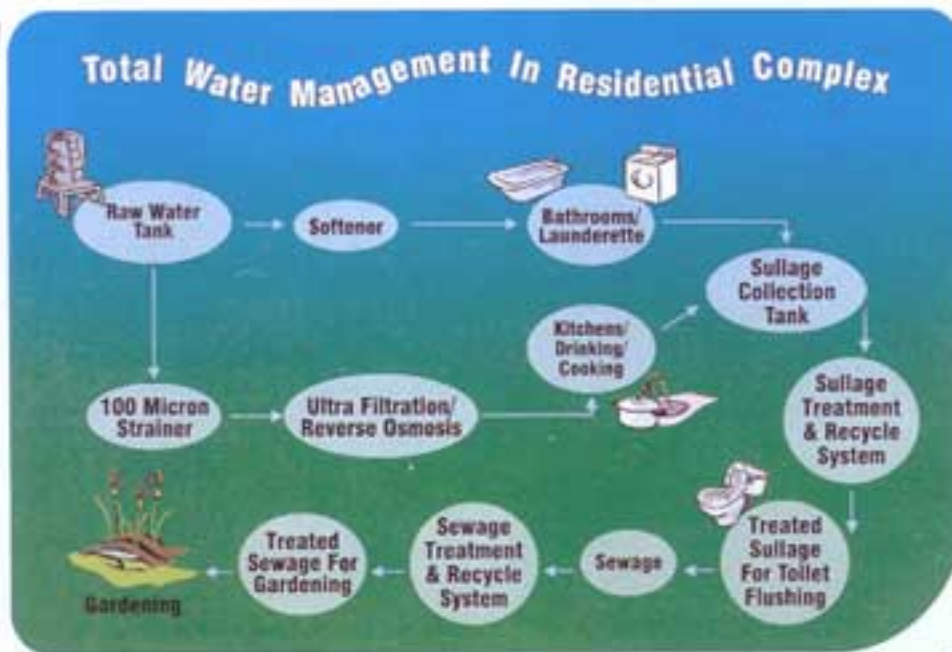 Total Water Management In Residential Complex
Raw Water
Tank
Softenor
Bathrooms/
Launderette
Sullage
Collection
Tank
Kitchens/
Drinking/
Cooking
100 Micron
Strainer
Ultra Filtration/
Reverse Osmosis
Sullage
Treatment
& Recycle
System
Treated
Sullage
For Toilet
Flushing
Sewage
Sewage
Treatment
& Recycle
System
Treated
Sewage For
Gardening
Gardening